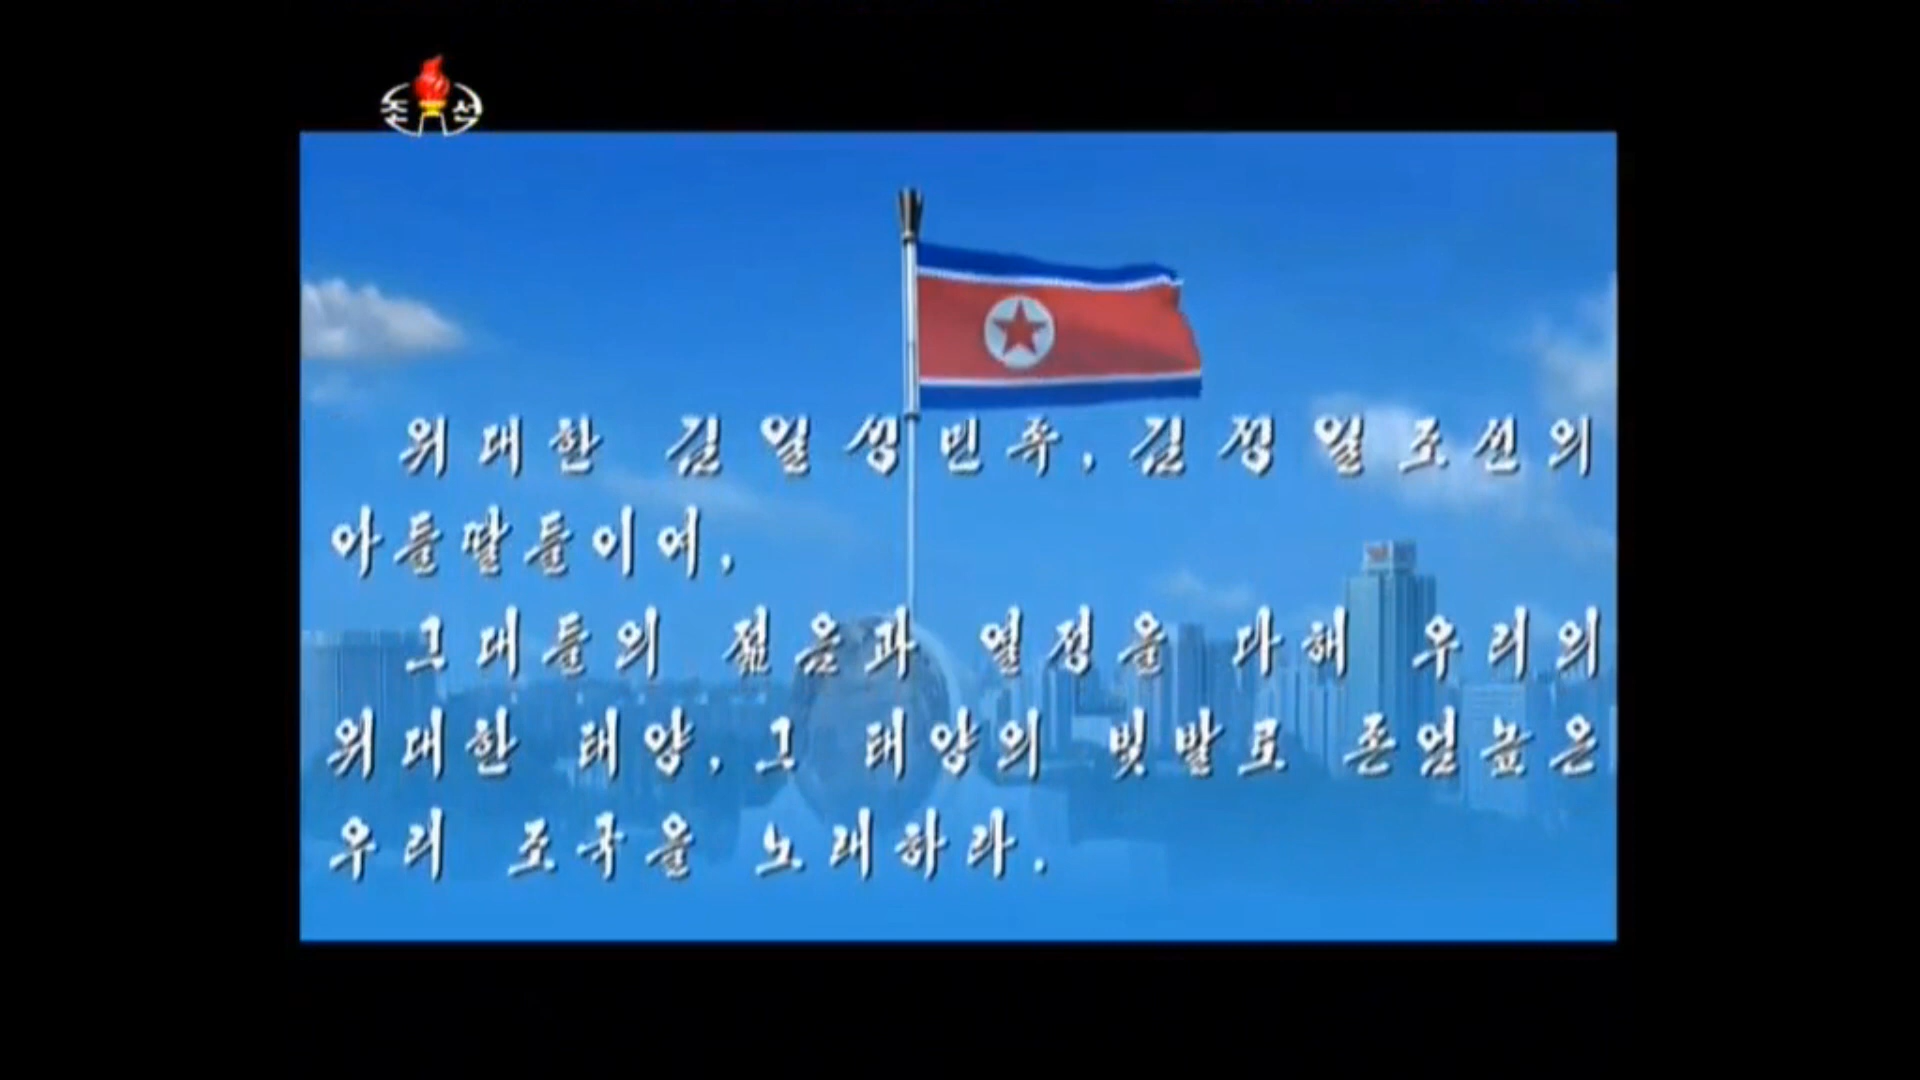 조선
위대한 김일성민족, 김정일조선의
아들딸들이여,
그대들의 젊음과 열정을 다해 우리의
위대한 태양, 그 태양의 빛발로 존엄높은
우리 조국을 노래하라.